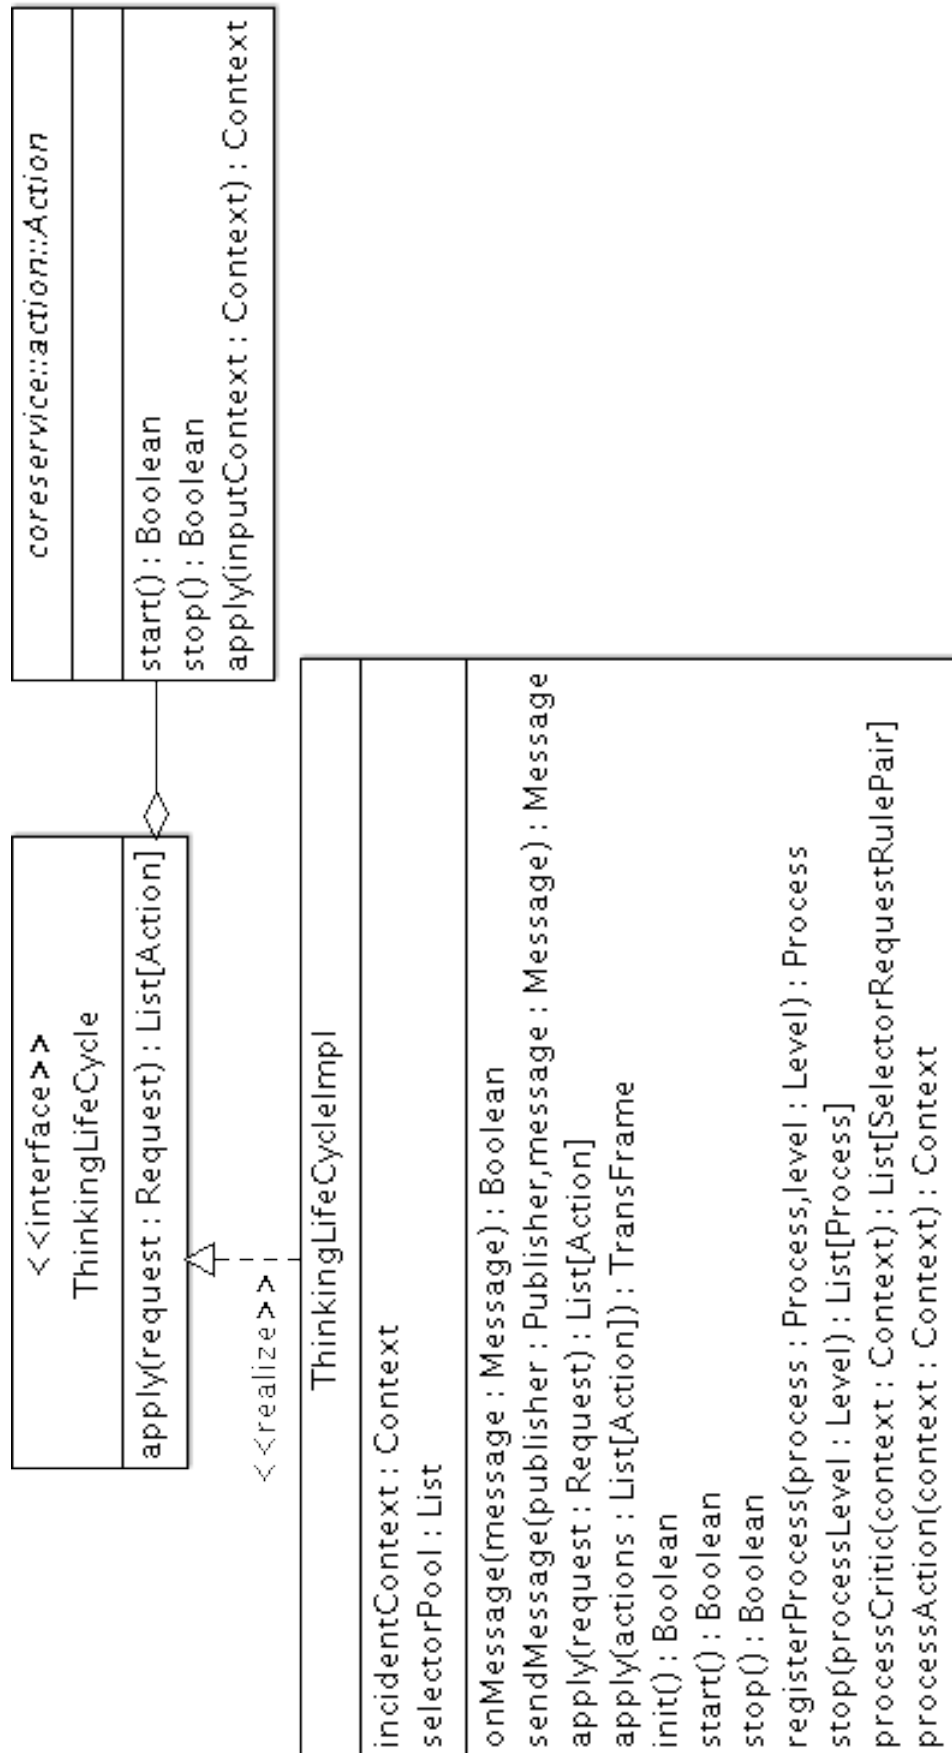 <<interface>>
ThinkingLifeCycle
apply(request : Request) : List[Action]
coreservice::action::Action
start() : Boolean
stop() : Boolean
apply(inputContext : Context) : Context
<<realize>>
ThinkingLifeCycleImpl
incidentContext : Context
selectorPool : List
onMessage(message : Message) : Boolean
sendMessage(publisher : Publisher,message : Message) : Message
apply(request : Request) : List[Action]
apply(actions : List[Action]) : TransFrame
init() : Boolean
start() : Boolean
stop() : Boolean
registerProcess(process : Process,level : Level) : Process
stop(processLevel : Level) : List[Process]
processCritic(context : Context) : List[SelectorRequestRulePair]
processAction(context : Context) : Context